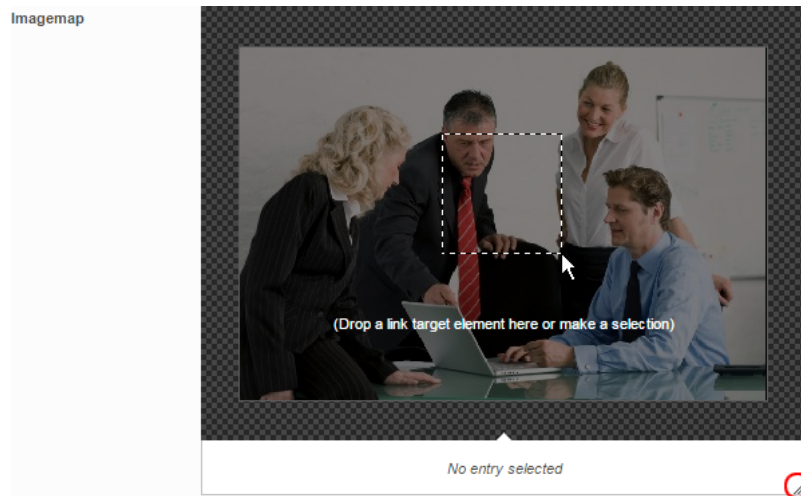 Imagemap
(Drop a link target element here or make a selection)
No entry selected